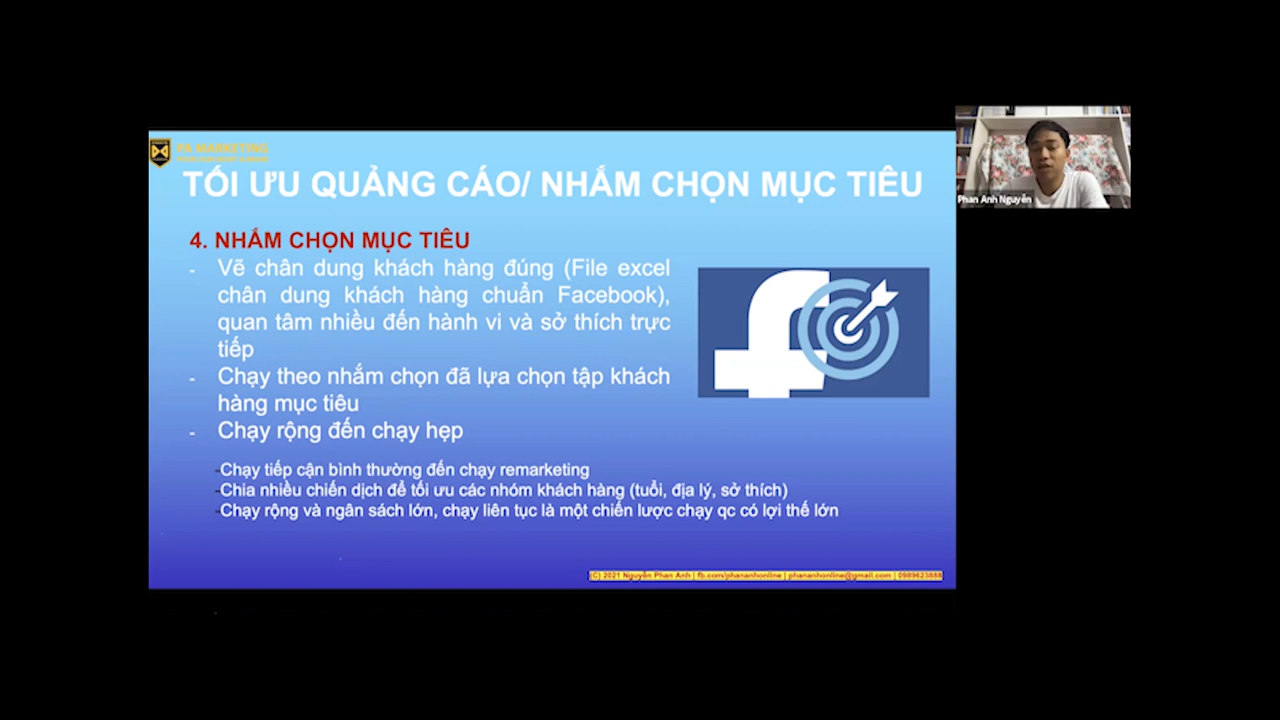 PA MARKETING
TỐI ƯU QUẢNG CÁO/ NHẮM CHỌN MỤC TIÊU
Phan Anh Nguyễn
4. NHẮM CHỌN MỤC TIÊU
- Vẽ chân dung khách hàng đúng (File excel
chân dung khách hàng chuẩn Facebook),
quan tâm nhiều đến hành vi và sở thích trực
tiếp
- Chạy theo nhắm chọn đã lựa chọn tập khách
hàng mục tiêu
- Chạy rộng đến chạy hẹp
-Chạy tiếp cận bình thường đến chạy remarketing
-Chia nhiều chiến dịch để tối ưu các nhóm khách hàng (tuổi, địa lý, sở thích)
-Chạy rộng và ngân sách lớn, chạy liên tục là một chiến lược chạy qc có lợi thế lớn
(C) 2021 Nguyễn Phan Anh | fb.com/phananhonline | phananhonline@gmail.com | 0989623888